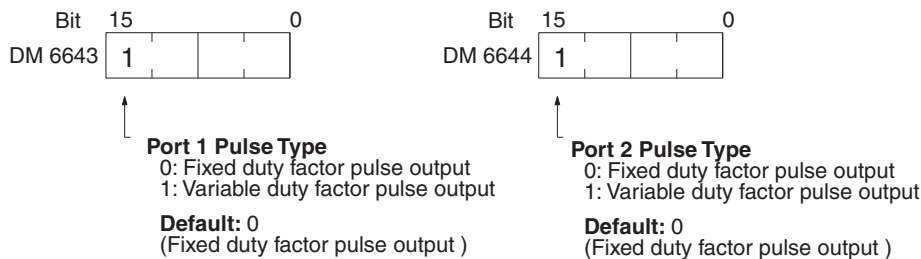 Bit 15 0
DM 6643 1
Port 1 Pulse Type
0: Fixed duty factor pulse output
1: Variable duty factor pulse output
Default: 0
(Fixed duty factor pulse output )
Bit 15 0
DM 6644 1
Port 2 Pulse Type
0: Fixed duty factor pulse output
1: Variable duty factor pulse output
Default: 0
(Fixed duty factor pulse output )